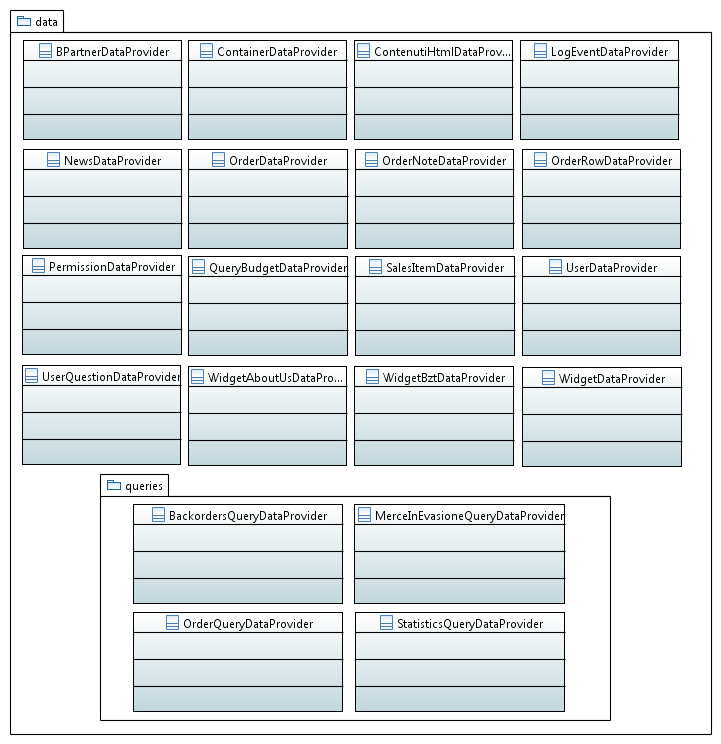 data
BPartnerDataProvider
ContainerDataProvider
ContenutiHtmlDataProv...
LogEventDataProvider
NewsDataProvider
OrderDataProvider
OrderNoteDataProvider
OrderRowDataProvider
PermissionDataProvider
QueryBudgetDataProvider
SalesItemDataProvider
UserDataProvider
UserQuestionDataProvider
WidgetAboutUsDataPro...
WidgetBztDataProvider
WidgetDataProvider
queries
BackordersQueryDataProvider
MerceInEvasioneQueryDataProvider
OrderQueryDataProvider
StatisticsQueryDataProvider